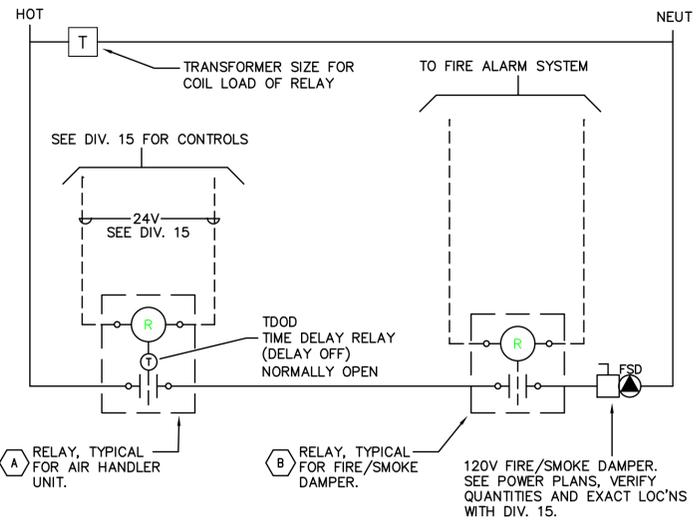 HOT
NEUT
T
TRANSFORMER SIZE FOR
COIL LOAD OF RELAY
TO FIRE ALARM SYSTEM
SEE DIV. 15 FOR CONTROLS
24V
SEE DIV. 15
R
TDOD
TIME DELAY RELAY
(DELAY OFF)
NORMALLY OPEN
T
R
FSD
A
RELAY, TYPICAL
FOR AIR HANDLER
UNIT.
B
RELAY, TYPICAL
FOR FIRE/SMOKE
DAMPER.
120V FIRE/SMOKE DAMPER.
SEE POWER PLANS, VERIFY
QUANTITIES AND EXACT LOC'NS
WITH DIV. 15.